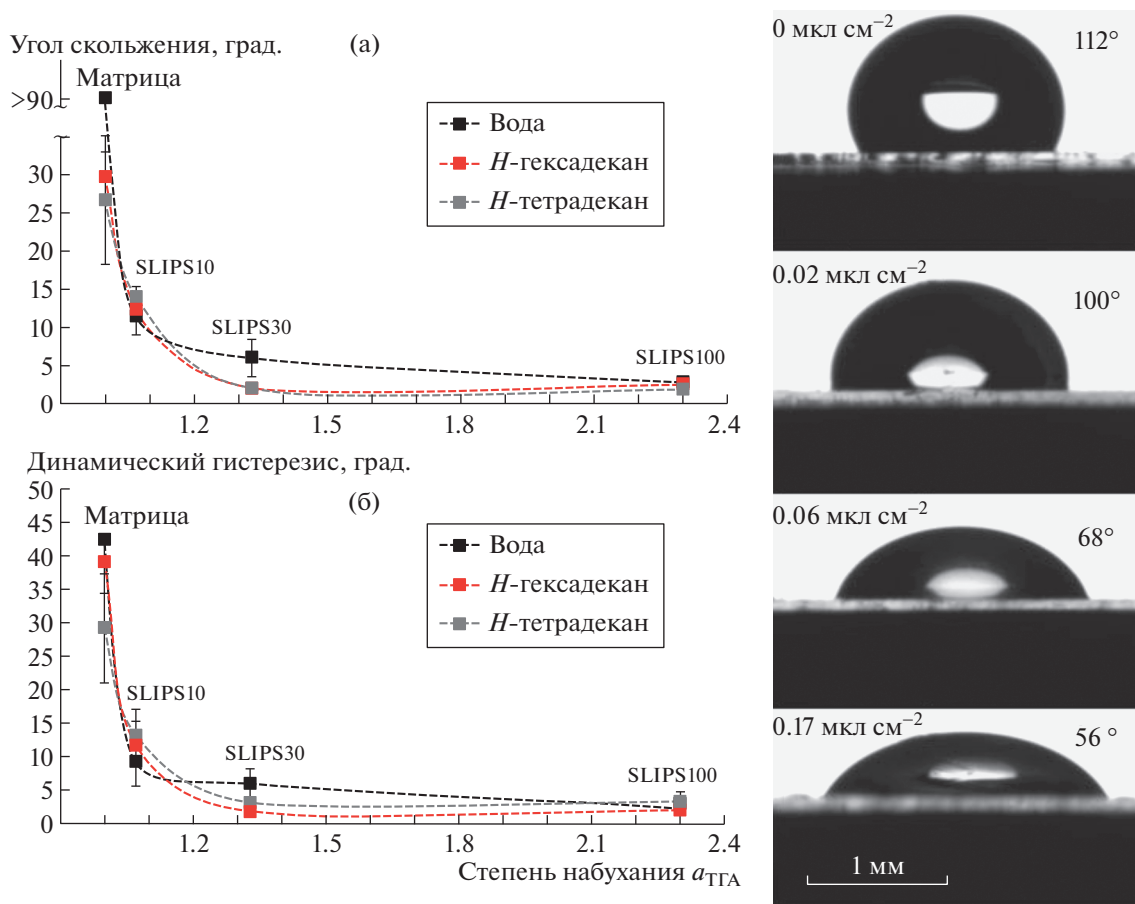 Угол скольжения, град.
(а)
Матрица
>90
30
25
20
15
10
5
0
Вода
Н-гексадекан
Н-тетрадекан
SLIPS10
SLIPS30
SLIPS100
1.2 1.5 1.8 2.1 2.4
Динамический гистерезис, град.
(б)
50
45
40
35
30
25
20
15
10
5
0
Матрица
Вода
Н-гексадекан
Н-тетрадекан
SLIPS10
SLIPS30
SLIPS100
1.2 1.5 1.8 2.1 2.4
Степень набухания aТГА
0 мкл см−2
112°
0.02 мкл см−2
100°
0.06 мкл см−2
68°
0.17 мкл см−2
56 °
1 мм